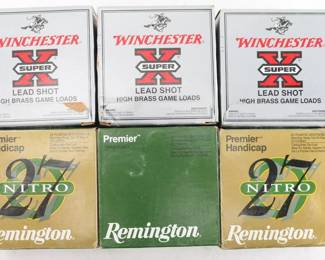 WINCHESTER
SUPER X
LEAD SHOT
HIGH BRASS GAME LOADS
WINCHESTER
SUPER X
LEAD SHOT
HIGH BRASS GAME LOADS
WINCHESTER
SUPER X
LEAD SHOT
HIGH BRASS GAME LOADS
Premier
Handicap
27
NITRO
Remington
Premier
Remington
Premier
Handicap
27
NITRO
Remington